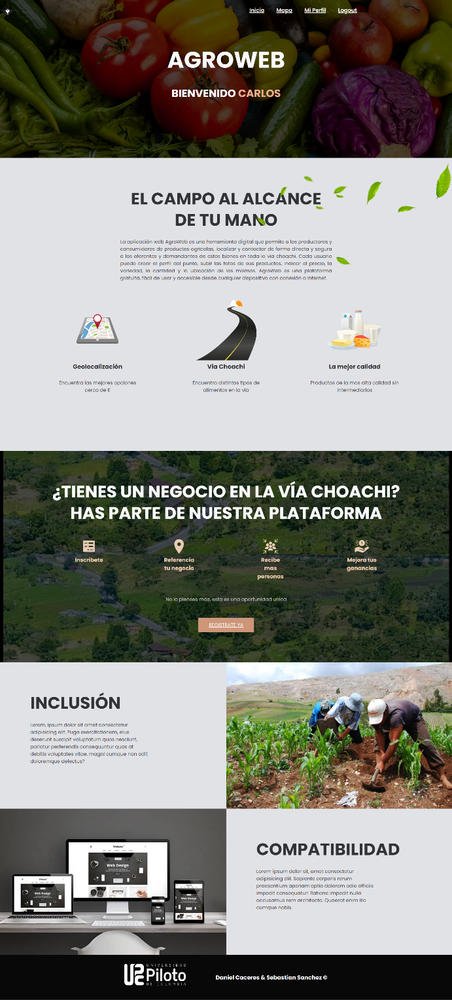 Inicio Mapa Mi Perfil Logout
AGROWEB
BIENVENIDO CARLOS
EL CAMPO AL ALCANCE
DE TU MANO
La aplicación web AgroWeb es una herramienta digital que permite a los productores y
consumidores de productos agrícolas, localizar y contactar de forma directa y segura
a los oferentes y demandantes de estos bienes en toda la vía choachi. Cada usuario
puede crear el perfil del punto, subir las fotos de sus productos, indicar el precio, la
variedad, la cantidad y la ubicación de los mismos. AgroWeb es una plataforma
gratuita, fácil de usar y accesible desde cualquier dispositivo con conexión a internet.
Geolocalización
Encuentra las mejores opciones
cerca de ti
Via Choachi
Encuentra distintos tipos de
alimentos en la vía
La mejor calidad
Productos de la mas alta calidad sin
intermediarios
¿TIENES UN NEGOCIO EN LA VÍA CHOACHI?
HAS PARTE DE NUESTRA PLATAFORMA
Inscribete
Referencia
tu negocio
Recibe
mas
personas
Mejora tus
ganancias
No lo pienses mas, esta es una oportunidad unica
REGISTRATE YA
INCLUSIÓN
Lorem, ipsum dolor sit amet consectetur
adipisicing elit. Fuga exercitationem, eius
deserunt suscipit voluptatum quos nesciunt,
pariatur perferendis consequuntur quas at
debitis voluptates vitae, magni cumque non odit
doloremque delectus?
Website
Web Design
Web Design
Web Design
COMPATIBILIDAD
Lorem ipsum dolor sit, amet consectetur
adipisicing elit. Sapiente corporis rerum
praesentium aperiam optio dolorem odio officiis
impedit consequatur! Ratione impedit nulla
accusamus rem architecto. Quaerat enim illo
cumque nobis.
UNIVERSIDAD
Piloto
DE COLOMBIA
Daniel Caceres & Sebastian Sanchez ©